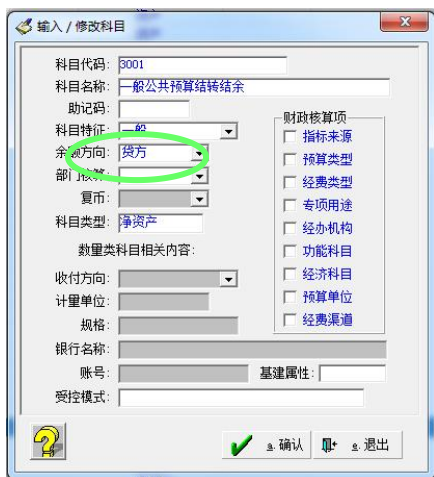 输入 / 修改科目
科目代码: 3001
科目名称: 一般公共预算结转结余
助记码:
科目特征: 一般
余额方向: 贷方
部门核算:
复币:
科目类型: 净资产
数量类科目相关内容:
收付方向:
计量单位:
规格:
银行名称:
账号:
基建属性:
受控模式:
财政核算项
指标来源
预算类型
经费类型
专项用途
经办机构
功能科目
经济科目
预算单位
经费渠道
a.确认
e.退出